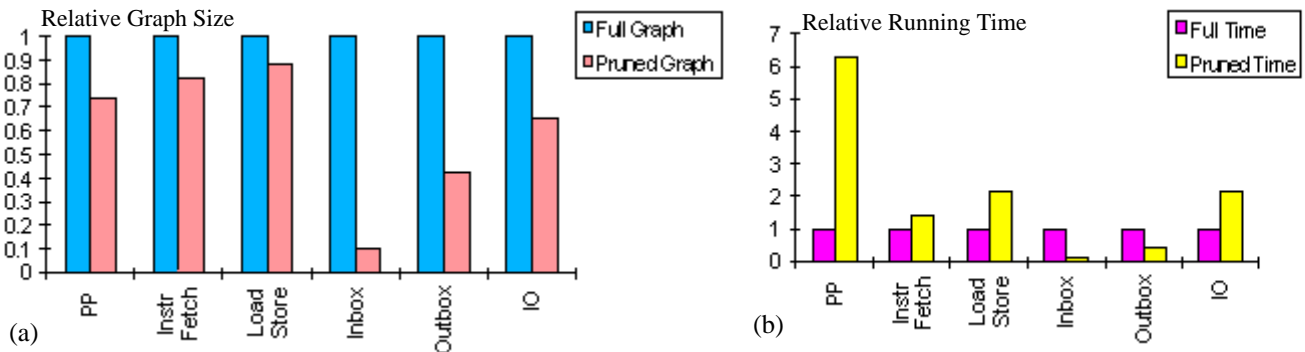 Relative Graph Size
Full Graph
Pruned Graph
1
0.9
0.8
0.7
0.6
0.5
0.4
0.3
0.2
0.1
0
PP
Instr
Fetch
Load
Store
Inbox
Outbox
IO
(a)
Relative Running Time
Full Time
Pruned Time
7
6
5
4
3
2
1
0
PP
Instr
Fetch
Load
Store
Inbox
Outbox
IO
(b)